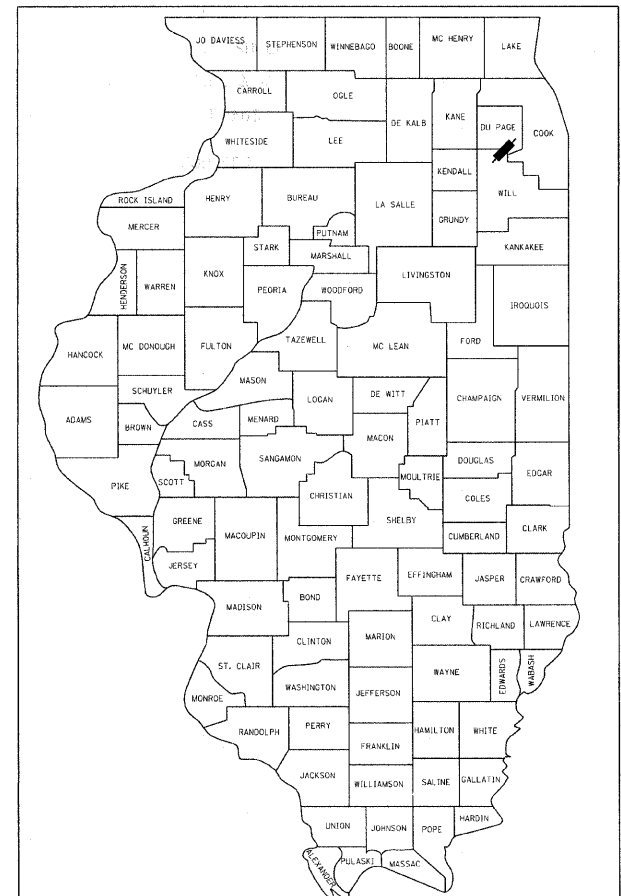 JO DAVIESS
STEPHENSON
WINNEBAGO
BOONE
MC HENRY
LAKE
CARROLL
OGLE
DE KALB
KANE
DU PAGE
COOK
WHITESIDE
LEE
KENDALL
WILL
ROCK ISLAND
HENRY
BUREAU
LA SALLE
GRUNDY
MERCER
PUTNAM
STARK
MARSHALL
KANKAKEE
HENDERSON
WARREN
KNOX
PEORIA
WOODFORD
LIVINGSTON
IROQUOIS
HANCOCK
MC DONOUGH
FULTON
TAZEWELL
MC LEAN
FORD
SCHUYLER
MASON
LOGAN
DE WITT
CHAMPAIGN
VERMILION
ADAMS
BROWN
CASS
MENARD
PIATT
MACON
MORGAN
SANGAMON
DOUGLAS
EDGAR
PIKE
SCOTT
CHRISTIAN
MOULTRIE
COLES
GREENE
MACOUPIN
MONTGOMERY
SHELBY
CUMBERLAND
CLARK
CALHOUN
JERSEY
FAYETTE
EFFINGHAM
JASPER
CRAWFORD
MADISON
BOND
CLAY
RICHLAND
LAWRENCE
CLINTON
MARION
ST. CLAIR
WAYNE
EDWARDS
WABASH
MONROE
WASHINGTON
JEFFERSON
RANDOLPH
PERRY
HAMILTON
WHITE
FRANKLIN
JACKSON
WILLIAMSON
SALINE
GALLATIN
UNION
JOHNSON
POPE
HARDIN
ALEXANDER
PULASKI
MASSAC